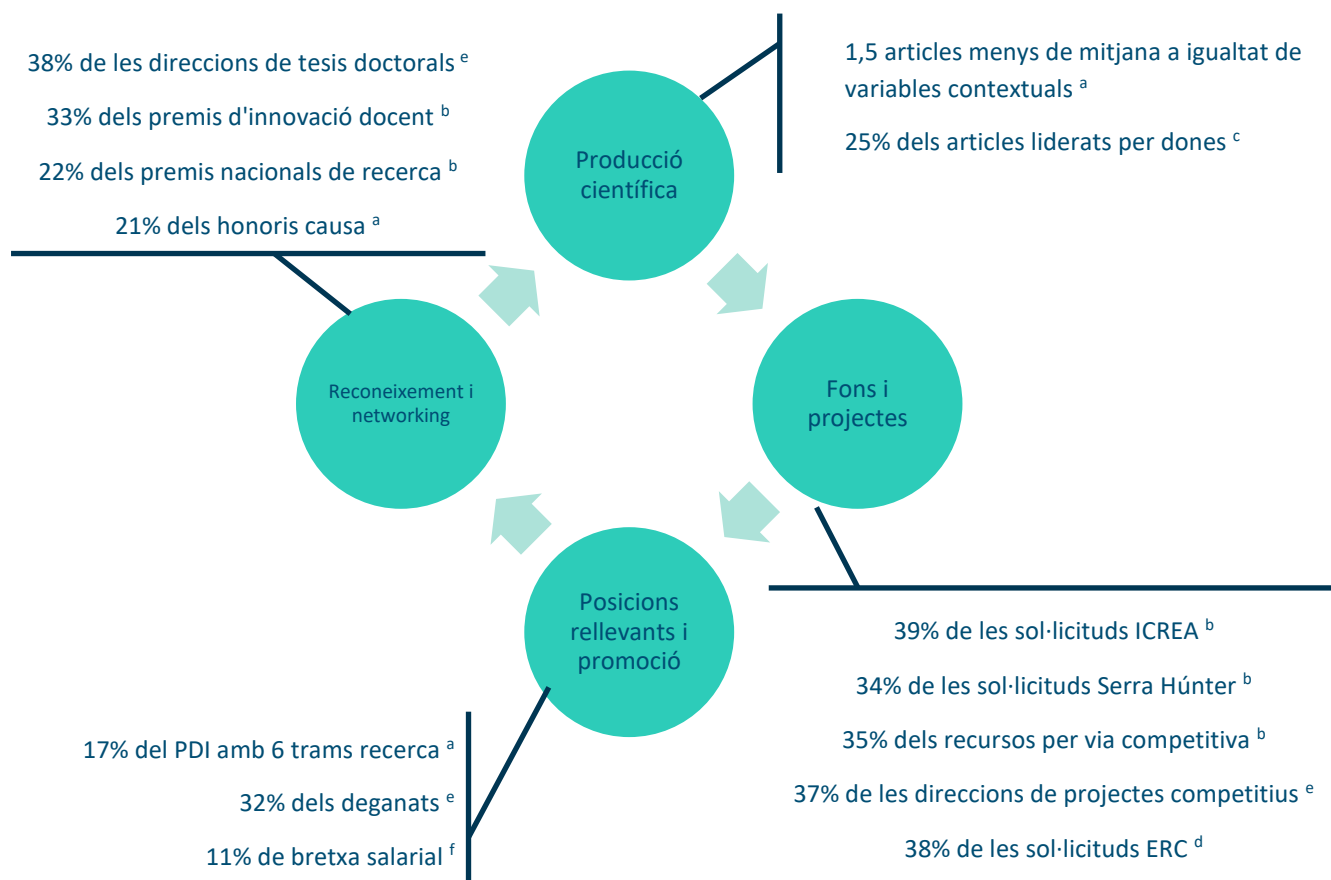 38% de les direccions de tesis doctorals e
33% dels premis d'innovació docent b
22% dels premis nacionals de recerca b
21% dels honoris causa a
1,5 articles menys de mitjana a igualtat de
variables contextuals a
25% dels articles liderats per dones c
Producció
científica
Reconeixement i
networking
Fons i
projectes
Posicions
rellevants i
promoció
39% de les sol·licituds ICREA b
34% de les sol·licituds Serra Húnter b
35% dels recursos per via competitiva b
37% de les direccions de projectes competitius e
38% de les sol·licituds ERC d
17% del PDI amb 6 trams recerca a
32% dels deganats e
11% de bretxa salarial f